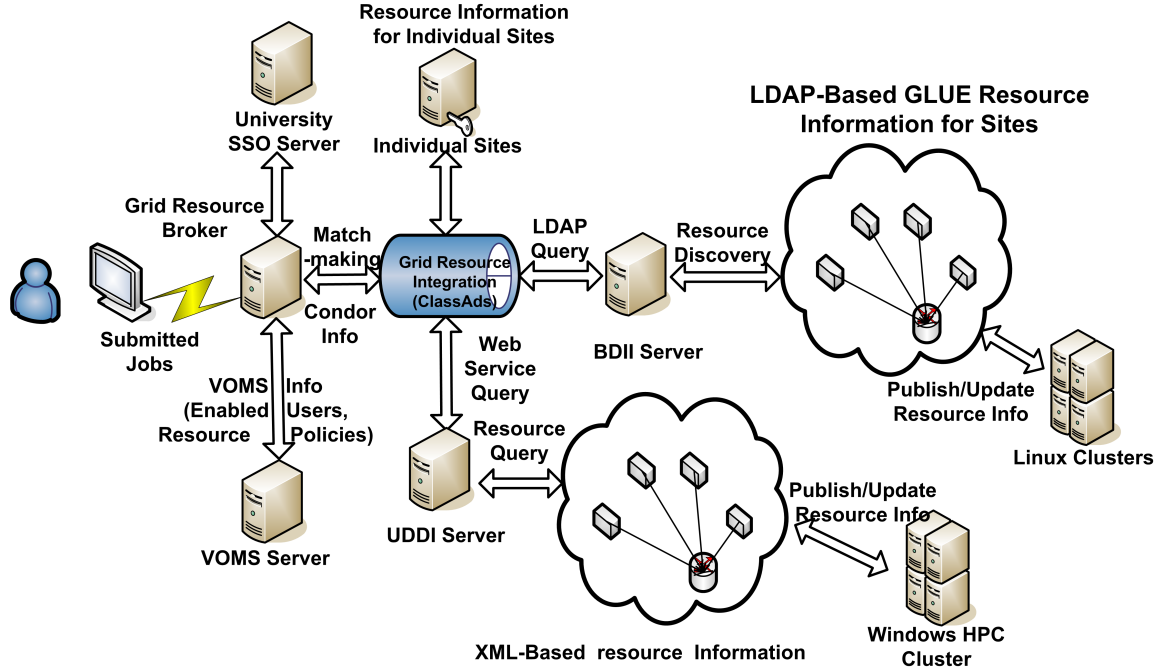 Resource Information
for Individual Sites
University
SSO Server
Individual Sites
LDAP-Based GLUE Resource
Information for Sites
Grid Resource
Broker
Match
-making
Condor
Info
Grid Resource
Integration
(ClassAds)
LDAP
Query
Resource
Discovery
Submitted
Jobs
BDII Server
Web
Service
Query
VOMS Info
(Enabled Users,
Resource Policies)
Publish/Update
Resource Info
Linux Clusters
Resource
Query
UDDI Server
VOMS Server
Publish/Update
Resource Info
Windows HPC
Cluster
XML-Based resource Information